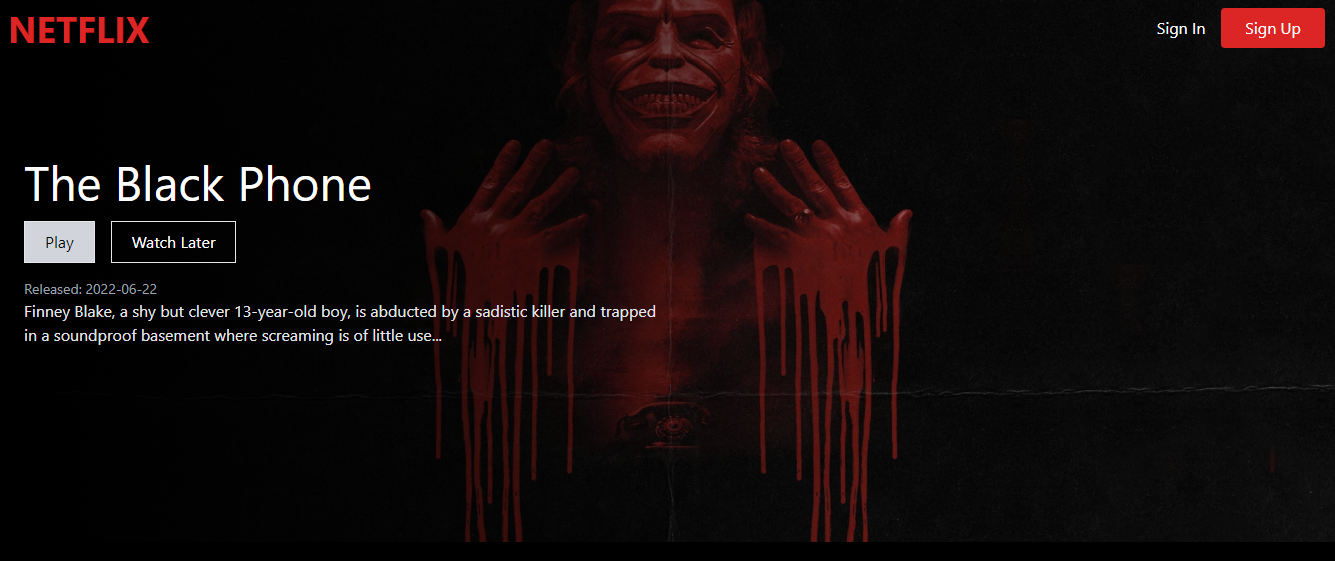 NETFLIX
Sign In
Sign Up
The Black Phone
Play
Watch Later
Released: 2022-06-22
Finney Blake, a shy but clever 13-year-old boy, is abducted by a sadistic killer and trapped
in a soundproof basement where screaming is of little use...